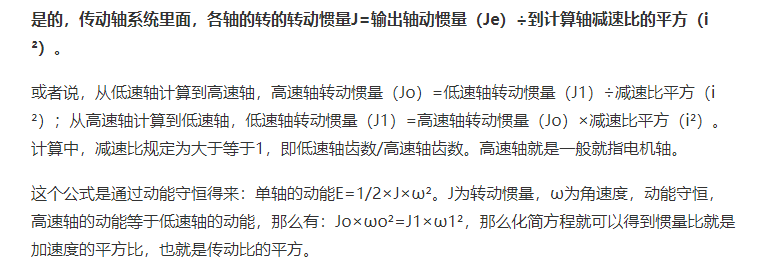 是的，传动轴系统里面，各轴的转的转动惯量J=输出轴动惯量（Je）÷到计算轴减速比的平方（i
²）。
或者说，从低速轴计算到高速轴，高速轴转动惯量（Jo）=低速轴转动惯量（J1）÷减速比平方（i
²）；从高速轴计算到低速轴，低速轴转动惯量（J1）=高速轴转动惯量（Jo）×减速比平方（i²）。
计算中，减速比规定为大于等于1，即低速轴齿数/高速轴齿数。高速轴就是一般就指电机轴。
这个公式是通过动能守恒得来：单轴的动能E=1/2×J×ω²。J为转动惯量，ω为角速度，动能守恒，
高速轴的动能等于低速轴的动能，那么有：Jo×ωo²=J1×ω1²，那么化简方程就可以得到惯量比就是
加速度的平方比，也就是传动比的平方。